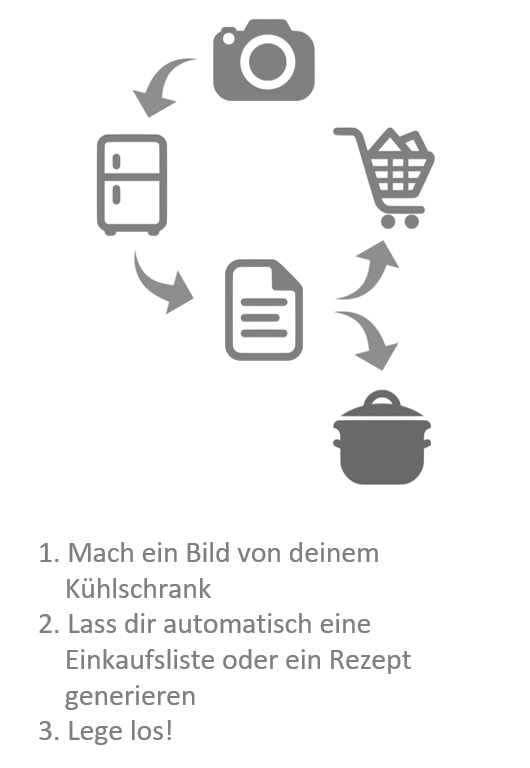 1. Mach ein Bild von deinem
Kühlschrank
2. Lass dir automatisch eine
Einkaufsliste oder ein Rezept
generieren
3. Lege los!